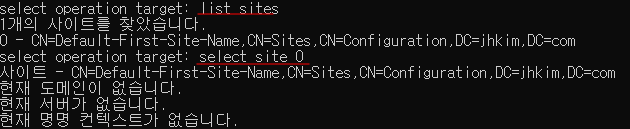 select operation target: list sites
1개의 사이트를 찾았습니다.
0 - CN=Default-First-Site-Name,CN=Sites,CN=Configuration,DC=jhkim,DC=com
select operation target: select site 0
사이트 - CN=Default-First-Site-Name,CN=Sites,CN=Configuration,DC=jhkim,DC=com
현재 도메인이 없습니다.
현재 서버가 없습니다.
현재 명명 컨텍스트가 없습니다.